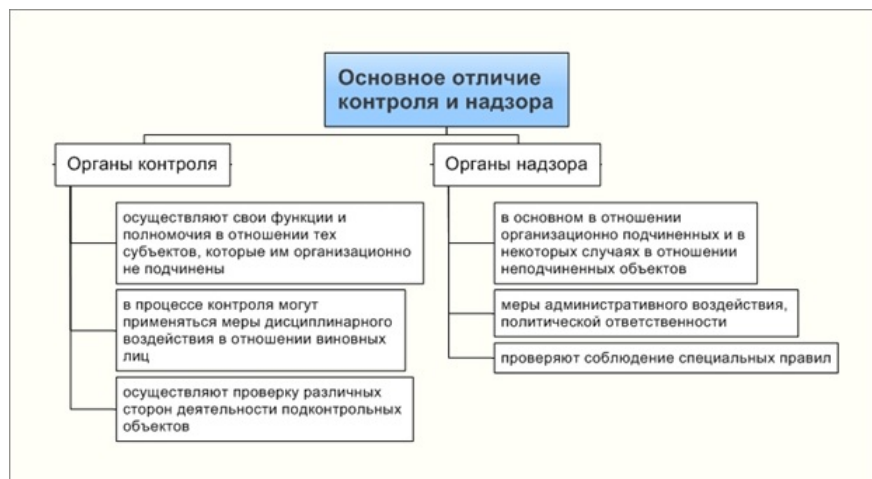 Основное отличие
контроля и надзора
Органы контроля
осуществляют свои функции и
полномочия в отношении тех
субъектов, которые им организационно
не подчинены
в процессе контроля могут
применяться меры дисциплинарного
воздействия в отношении виновных
лиц
осуществляют проверку различных
сторон деятельности подконтрольных
объектов
Органы надзора
в основном в отношении
организационно подчиненных и в
некоторых случаях в отношении
неподчиненных объектов
меры административного воздействия,
политической ответственности
проверяют соблюдение специальных правил